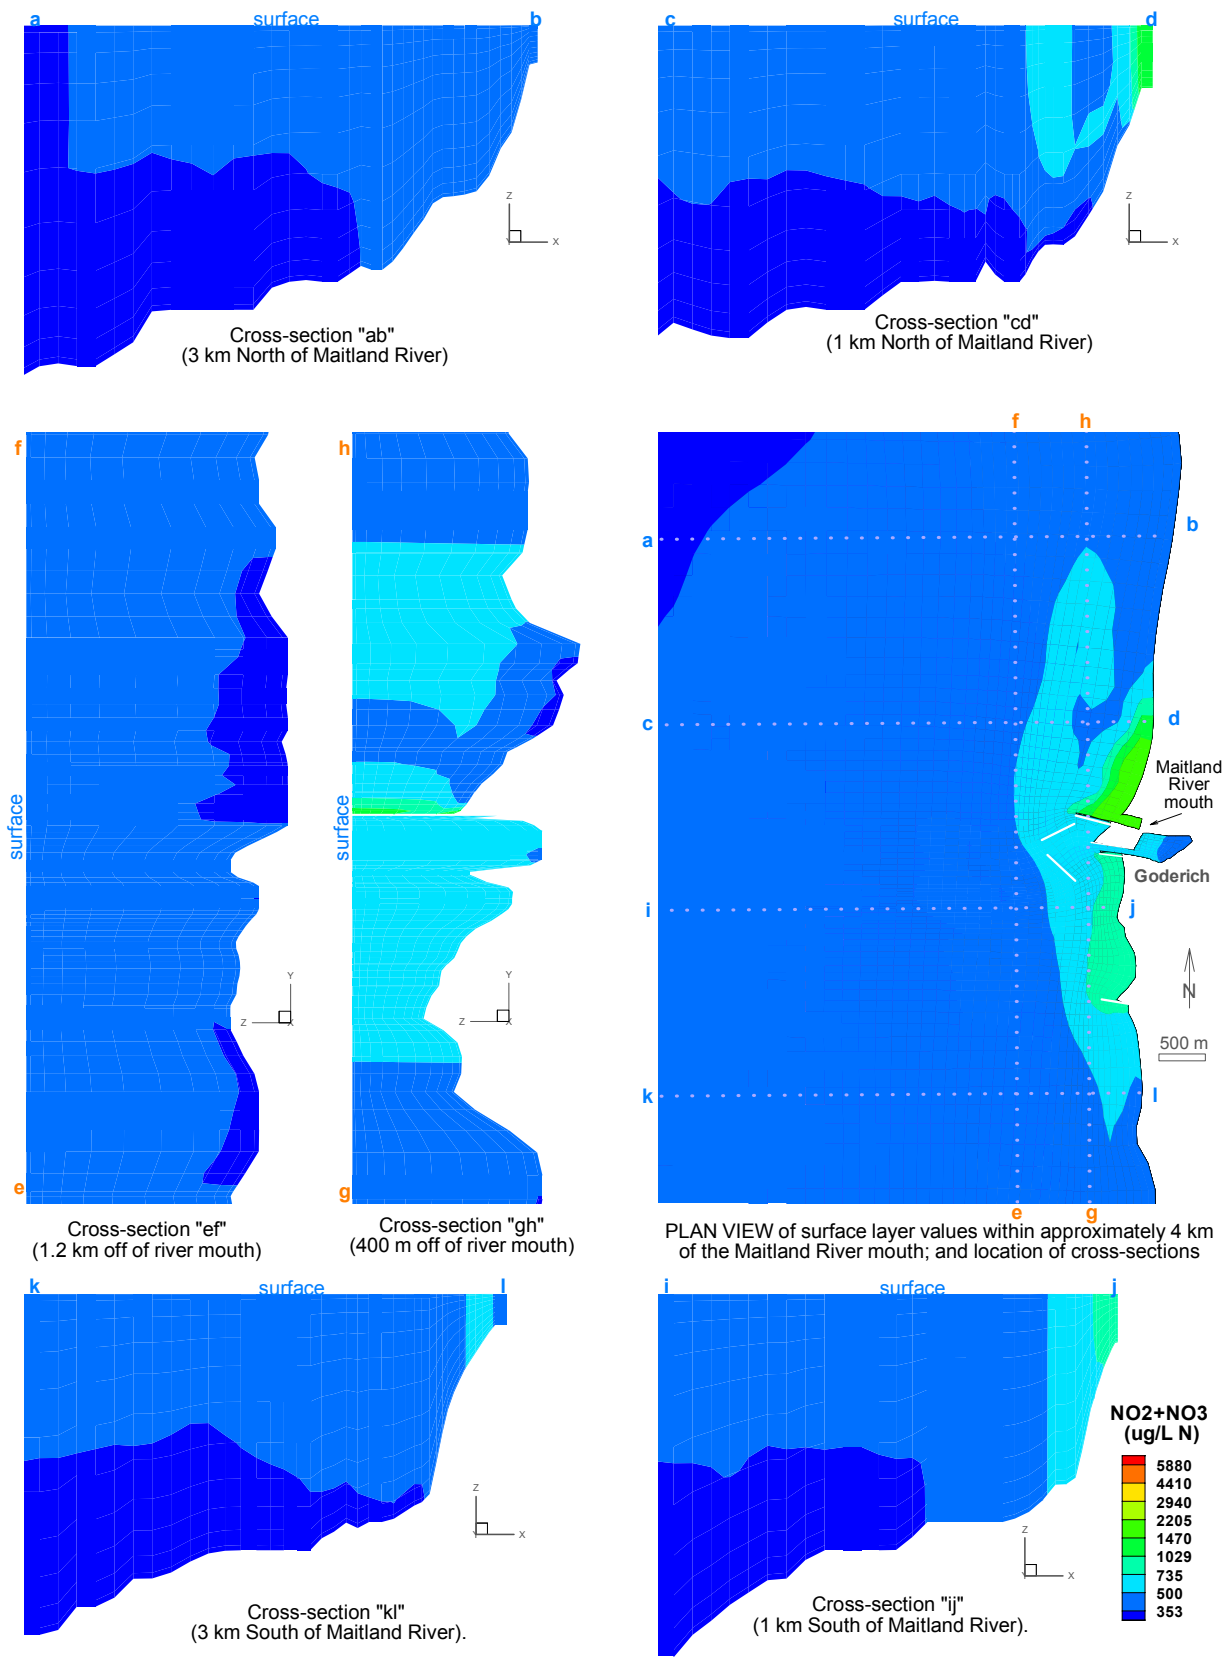 a
surface
b
Z
Y
X
Cross-section "ab"
(3 km North of Maitland River)
c
surface
d
Z
Y
X
Cross-section "cd"
(1 km North of Maitland River)
f
surface
e
Y
Z
X
Cross-section "ef"
(1.2 km off of river mouth)
h
surface
g
Y
Z
X
Cross-section "gh"
(400 m off of river mouth)
f
h
a
b
c
d
Maitland
River
mouth
Goderich
i
j
N
500 m
k
l
e
g
PLAN VIEW of surface layer values within approximately 4 km
of the Maitland River mouth; and location of cross-sections
k
surface
l
Z
Y
X
Cross-section "kl"
(3 km South of Maitland River).
i
surface
j
Z
Y
X
Cross-section "ij"
(1 km South of Maitland River).
NO2+NO3
(ug/L N)
5880
4410
2940
2205
1470
1029
735
500
353